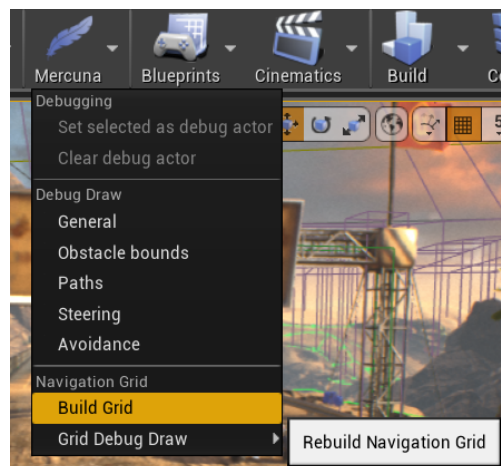 Mercuna Blueprints Cinematics Build
Debugging
Set selected as debug actor
Clear debug actor
Debug Draw
General
Obstacle bounds
Paths
Steering
Avoidance
Navigation Grid
Build Grid
Grid Debug Draw
Rebuild Navigation Grid